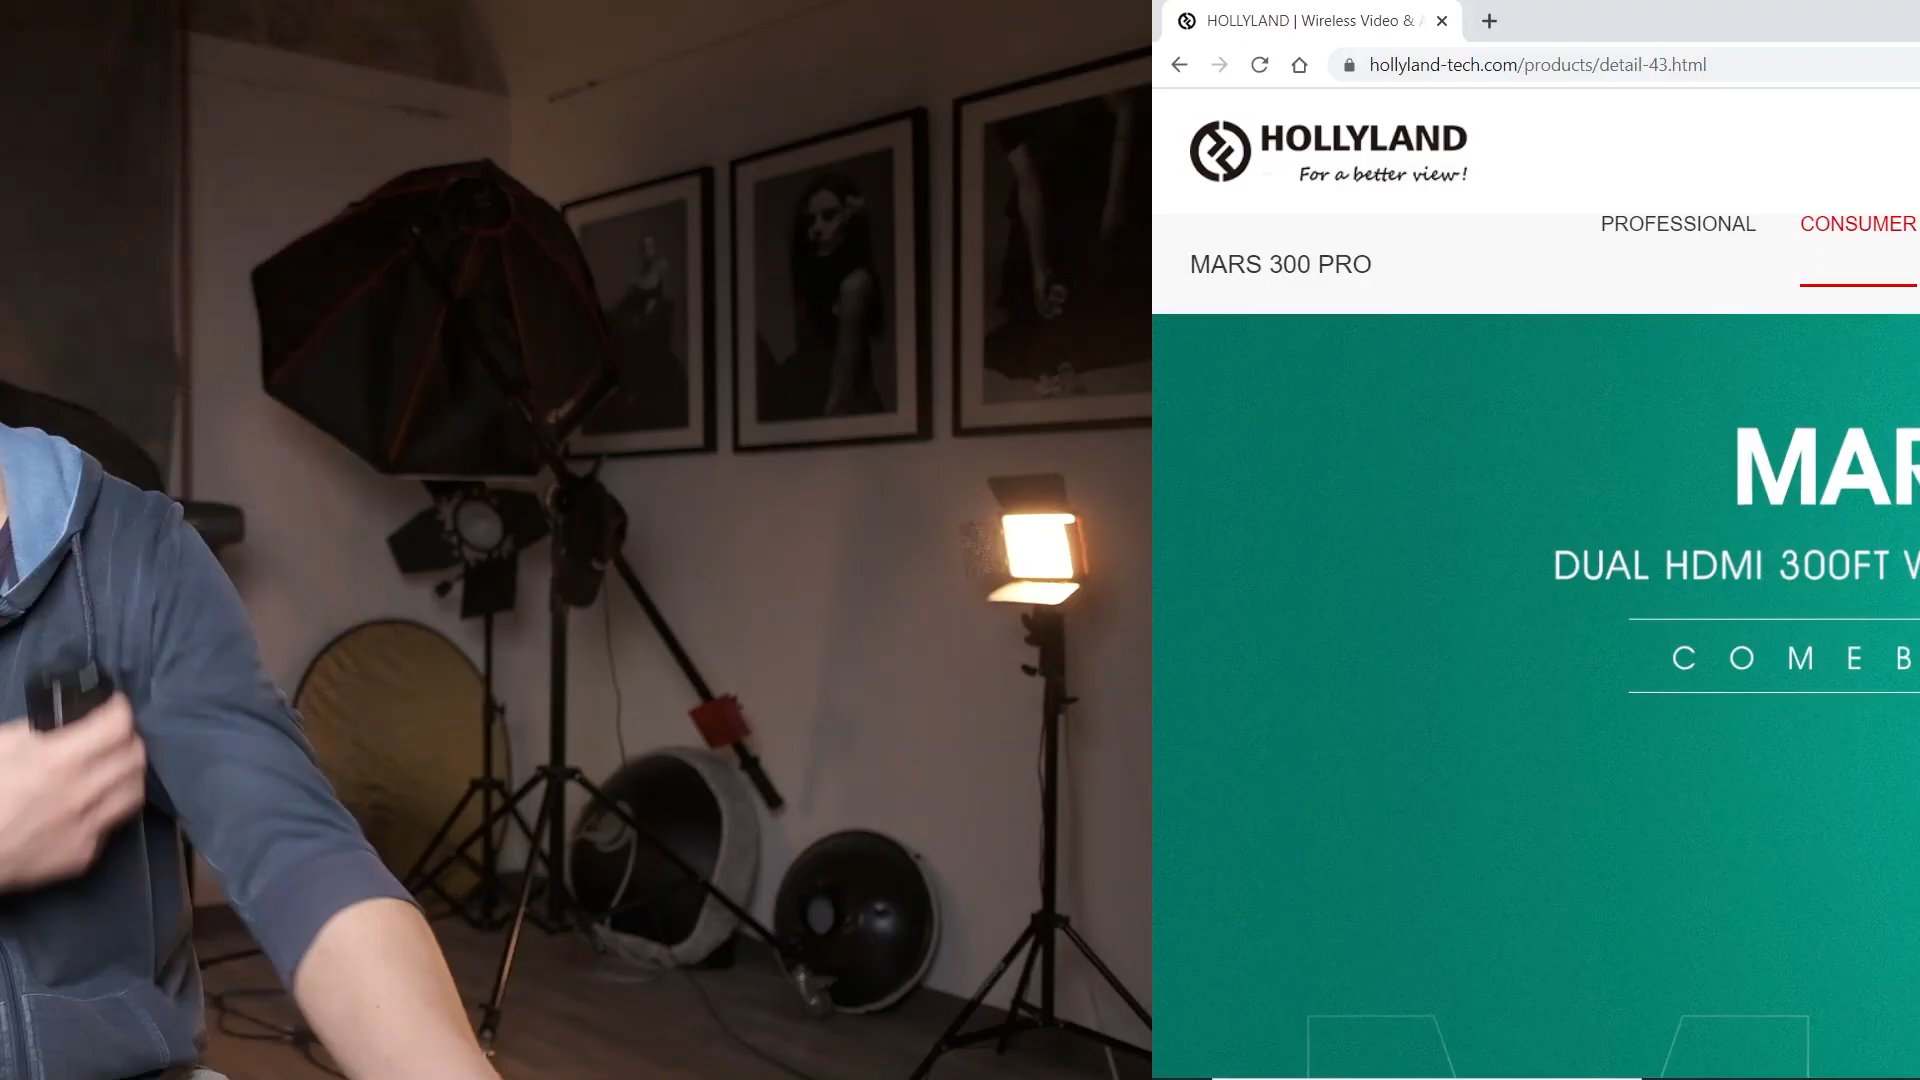 HOLLYLAND | Wireless Video &
hollyland-tech.com/products/detail-43.html
HOLLYLAND
For a better view!
PROFESSIONAL CONSUMER
MARS 300 PRO
MAR
DUAL HDMI 300FT W
C O M E B